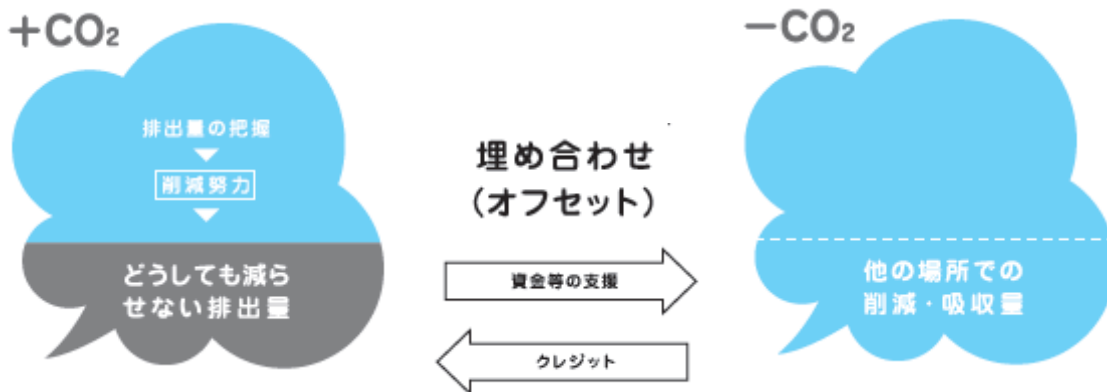 +CO₂
排出量の把握
削減努力
どうしても減ら
せない排出量
埋め合わせ
（オフセット）
資金等の支援
クレジット
−CO₂
他の場所での
削減・吸収量